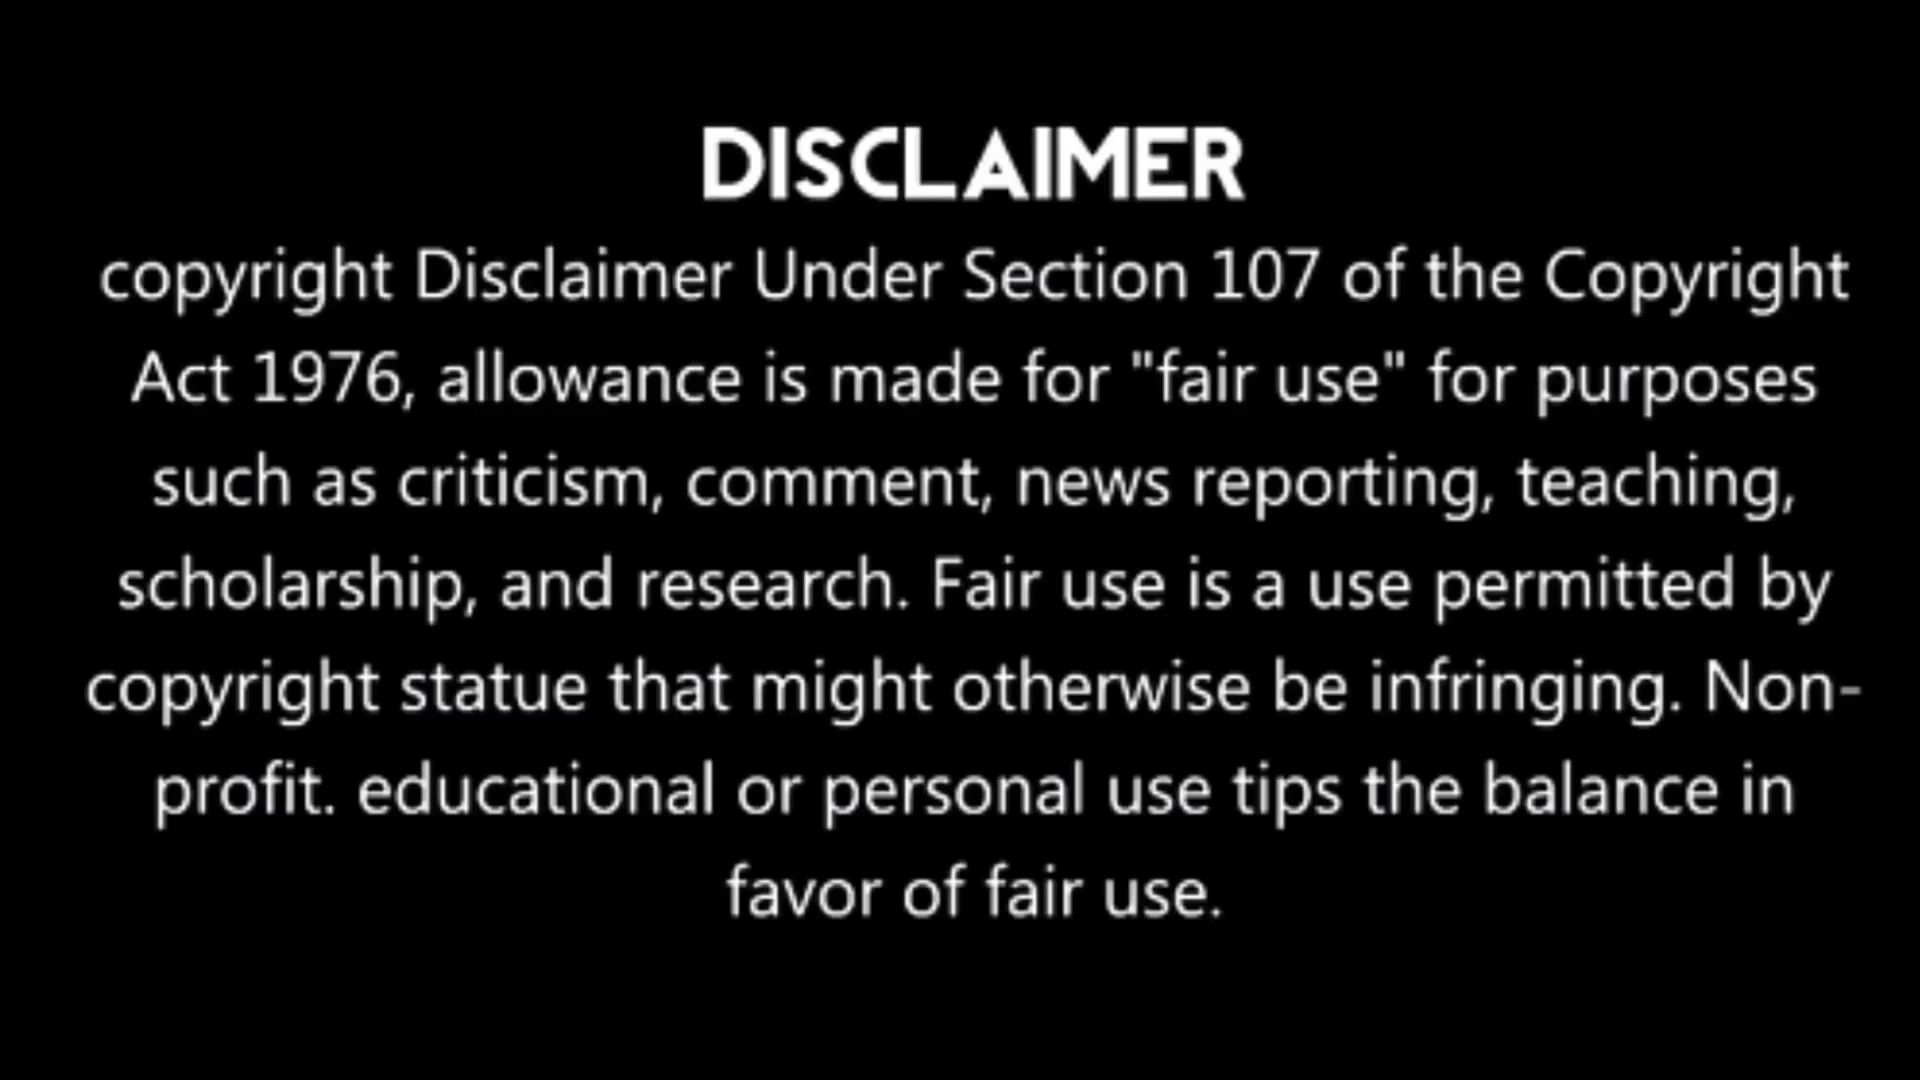 DISCLAIMER
copyright Disclaimer Under Section 107 of the Copyright
Act 1976, allowance is made for "fair use" for purposes
such as criticism, comment, news reporting, teaching,
scholarship, and research. Fair use is a use permitted by
copyright statue that might otherwise be infringing. Non-
profit. educational or personal use tips the balance in
favor of fair use.